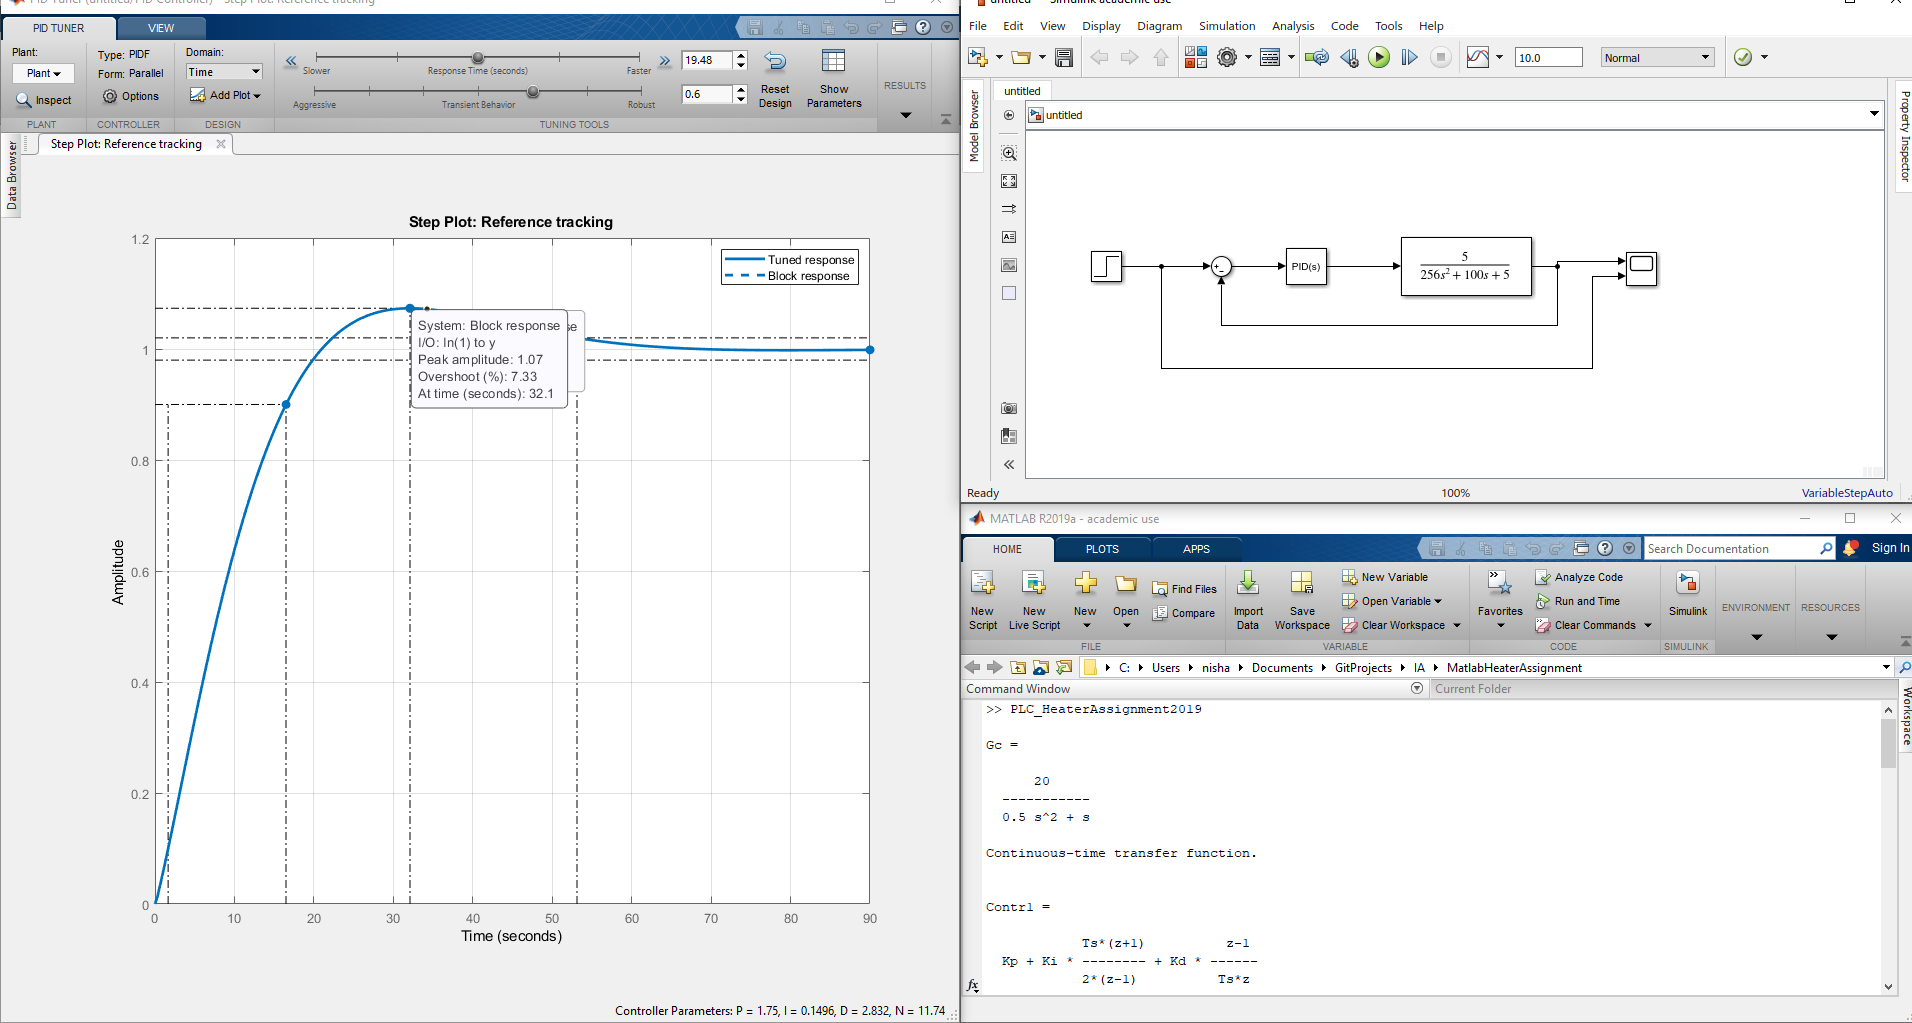 PID TUNER
VIEW
Plant:
Plant
Inspect
PLANT
Type: PIDF
Form: Parallel
Options
CONTROLLER
Domain:
Time
Add Plot
DESIGN
Slower
Response Time (seconds)
Faster
19.48
Aggressive
Transient Behavior
Robust
0.6
Reset
Design
Show
Parameters
TUNING TOOLS
RESULTS
Data Browser
Step Plot: Reference tracking
Step Plot: Reference tracking
Tuned response
Block response
System: Block response
I/O: In(1) to y
Peak amplitude: 1.07
Overshoot (%): 7.33
At time (seconds): 32.1
se
Amplitude
1.2
1
0.8
0.6
0.4
0.2
0
0 10 20 30 40 50 60 70 80 90
Time (seconds)
Controller Parameters: P = 1.75, I = 0.1496, D = 2.832, N = 11.74
File Edit View Display Diagram Simulation Analysis Code Tools Help
10.0
Normal
Model Browser
Property Inspector
untitled
untitled
PID(s)
5
256s² + 100s + 5
Ready
100%
VariableStepAuto
MATLAB R2019a - academic use
HOME
PLOTS
APPS
Search Documentation
Sign In
New
Script
New
Live Script
New
Open
Find Files
Compare
FILE
Import
Data
Save
Workspace
New Variable
Open Variable
Clear Workspace
VARIABLE
Favorites
Analyze Code
Run and Time
Clear Commands
CODE
Simulink
SIMULINK
ENVIRONMENT
RESOURCES
C: Users nisha Documents GitProjects IA MatlabHeaterAssignment
Command Window
Current Folder
Workspace
>> PLC_HeaterAssignment2019
Gc =
20
-----------
0.5 s^2 + s
Continuous-time transfer function.
Contrl =
Ts*(z+1) z-1
Kp + Ki * -------- + Kd * ------
2*(z-1) Ts*z
fx